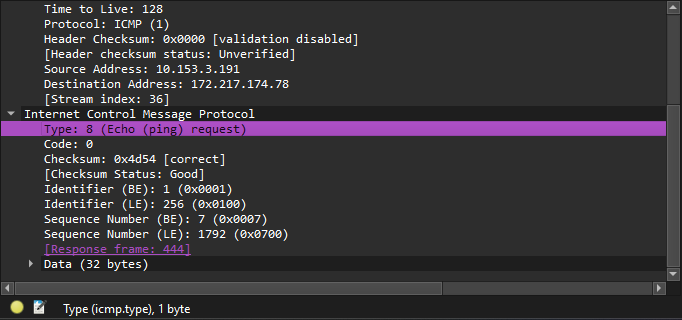 Time to Live: 128
Protocol: ICMP (1)
Header Checksum: 0x0000 [validation disabled]
[Header checksum status: Unverified]
Source Address: 10.153.3.191
Destination Address: 172.217.174.78
[Stream index: 36]
Internet Control Message Protocol
Type: 8 (Echo (ping) request)
Code: 0
Checksum: 0x4d54 [correct]
[Checksum Status: Good]
Identifier (BE): 1 (0x0001)
Identifier (LE): 256 (0x0100)
Sequence Number (BE): 7 (0x0007)
Sequence Number (LE): 1792 (0x0700)
[Response frame: 444]
Data (32 bytes)
Type (icmp.type), 1 byte